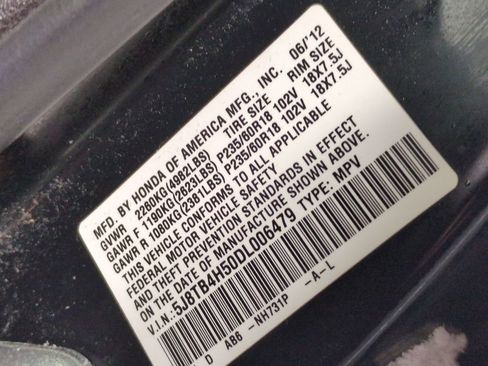 MFD. BY HONDA OF AMERICA MFG., INC. 06/'12
GVWR 2260KG(4982LBS) TIRE SIZE RIM SIZE
GAWR F 1190KG(2623LBS) P235/60R18 102V 18X7.5J
GAWR R 1080KG(2381LBS) P235/60R18 102V 18X7.5J
THIS VEHICLE CONFORMS TO ALL APPLICABLE
FEDERAL MOTOR VEHICLE SAFETY
AND THEFT PREVENTION STANDARDS IN EFFECT
ON THE DATE OF MANUFACTURE SHOWN ABOVE.
V.I.N.: 5J8TB4H50DL006479 TYPE: MPV
D AB6 -NH731P -A-L